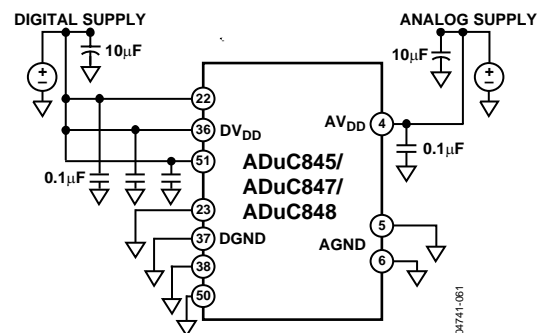 DIGITAL SUPPLY
ANALOG SUPPLY
10µF
10µF
+
–
+
–
22
36
DVDD
51
0.1µF
ADuC845/
ADuC847/
ADuC848
AVDD
4
0.1µF
23
37
DGND
38
50
AGND
5
6
04741-061